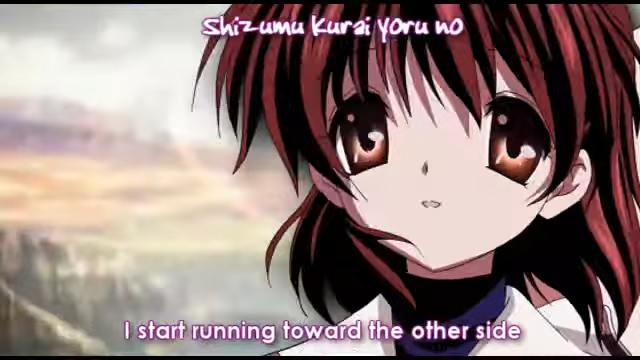 Shizumu Kurai Yoru no
I start running toward the other side